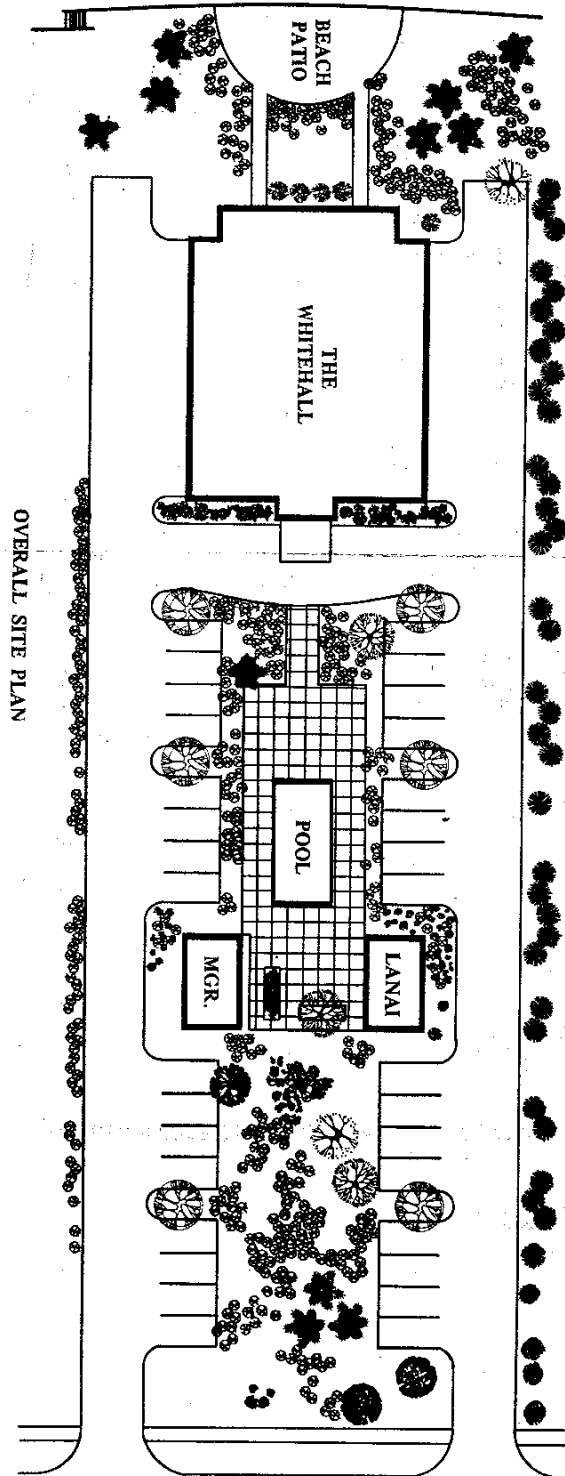 BEACH
PATIO
THE
WHITEHALL
POOL
MGR.
LANAI
OVERALL SITE PLAN